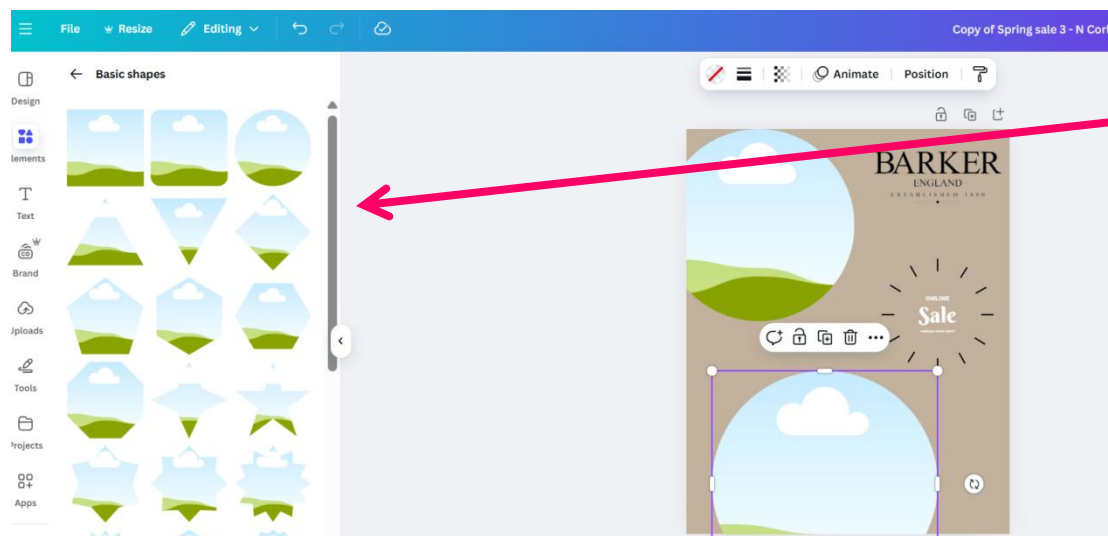 File Resize Editing Copy of Spring sale 3 - N Cor
Basic shapes
Animate Position
Design
lements
Text
Brand
Jploads
Tools
Projects
Apps
BARKER
ENGLAND
ESTABLISHED 1880
ONLINE
Sale